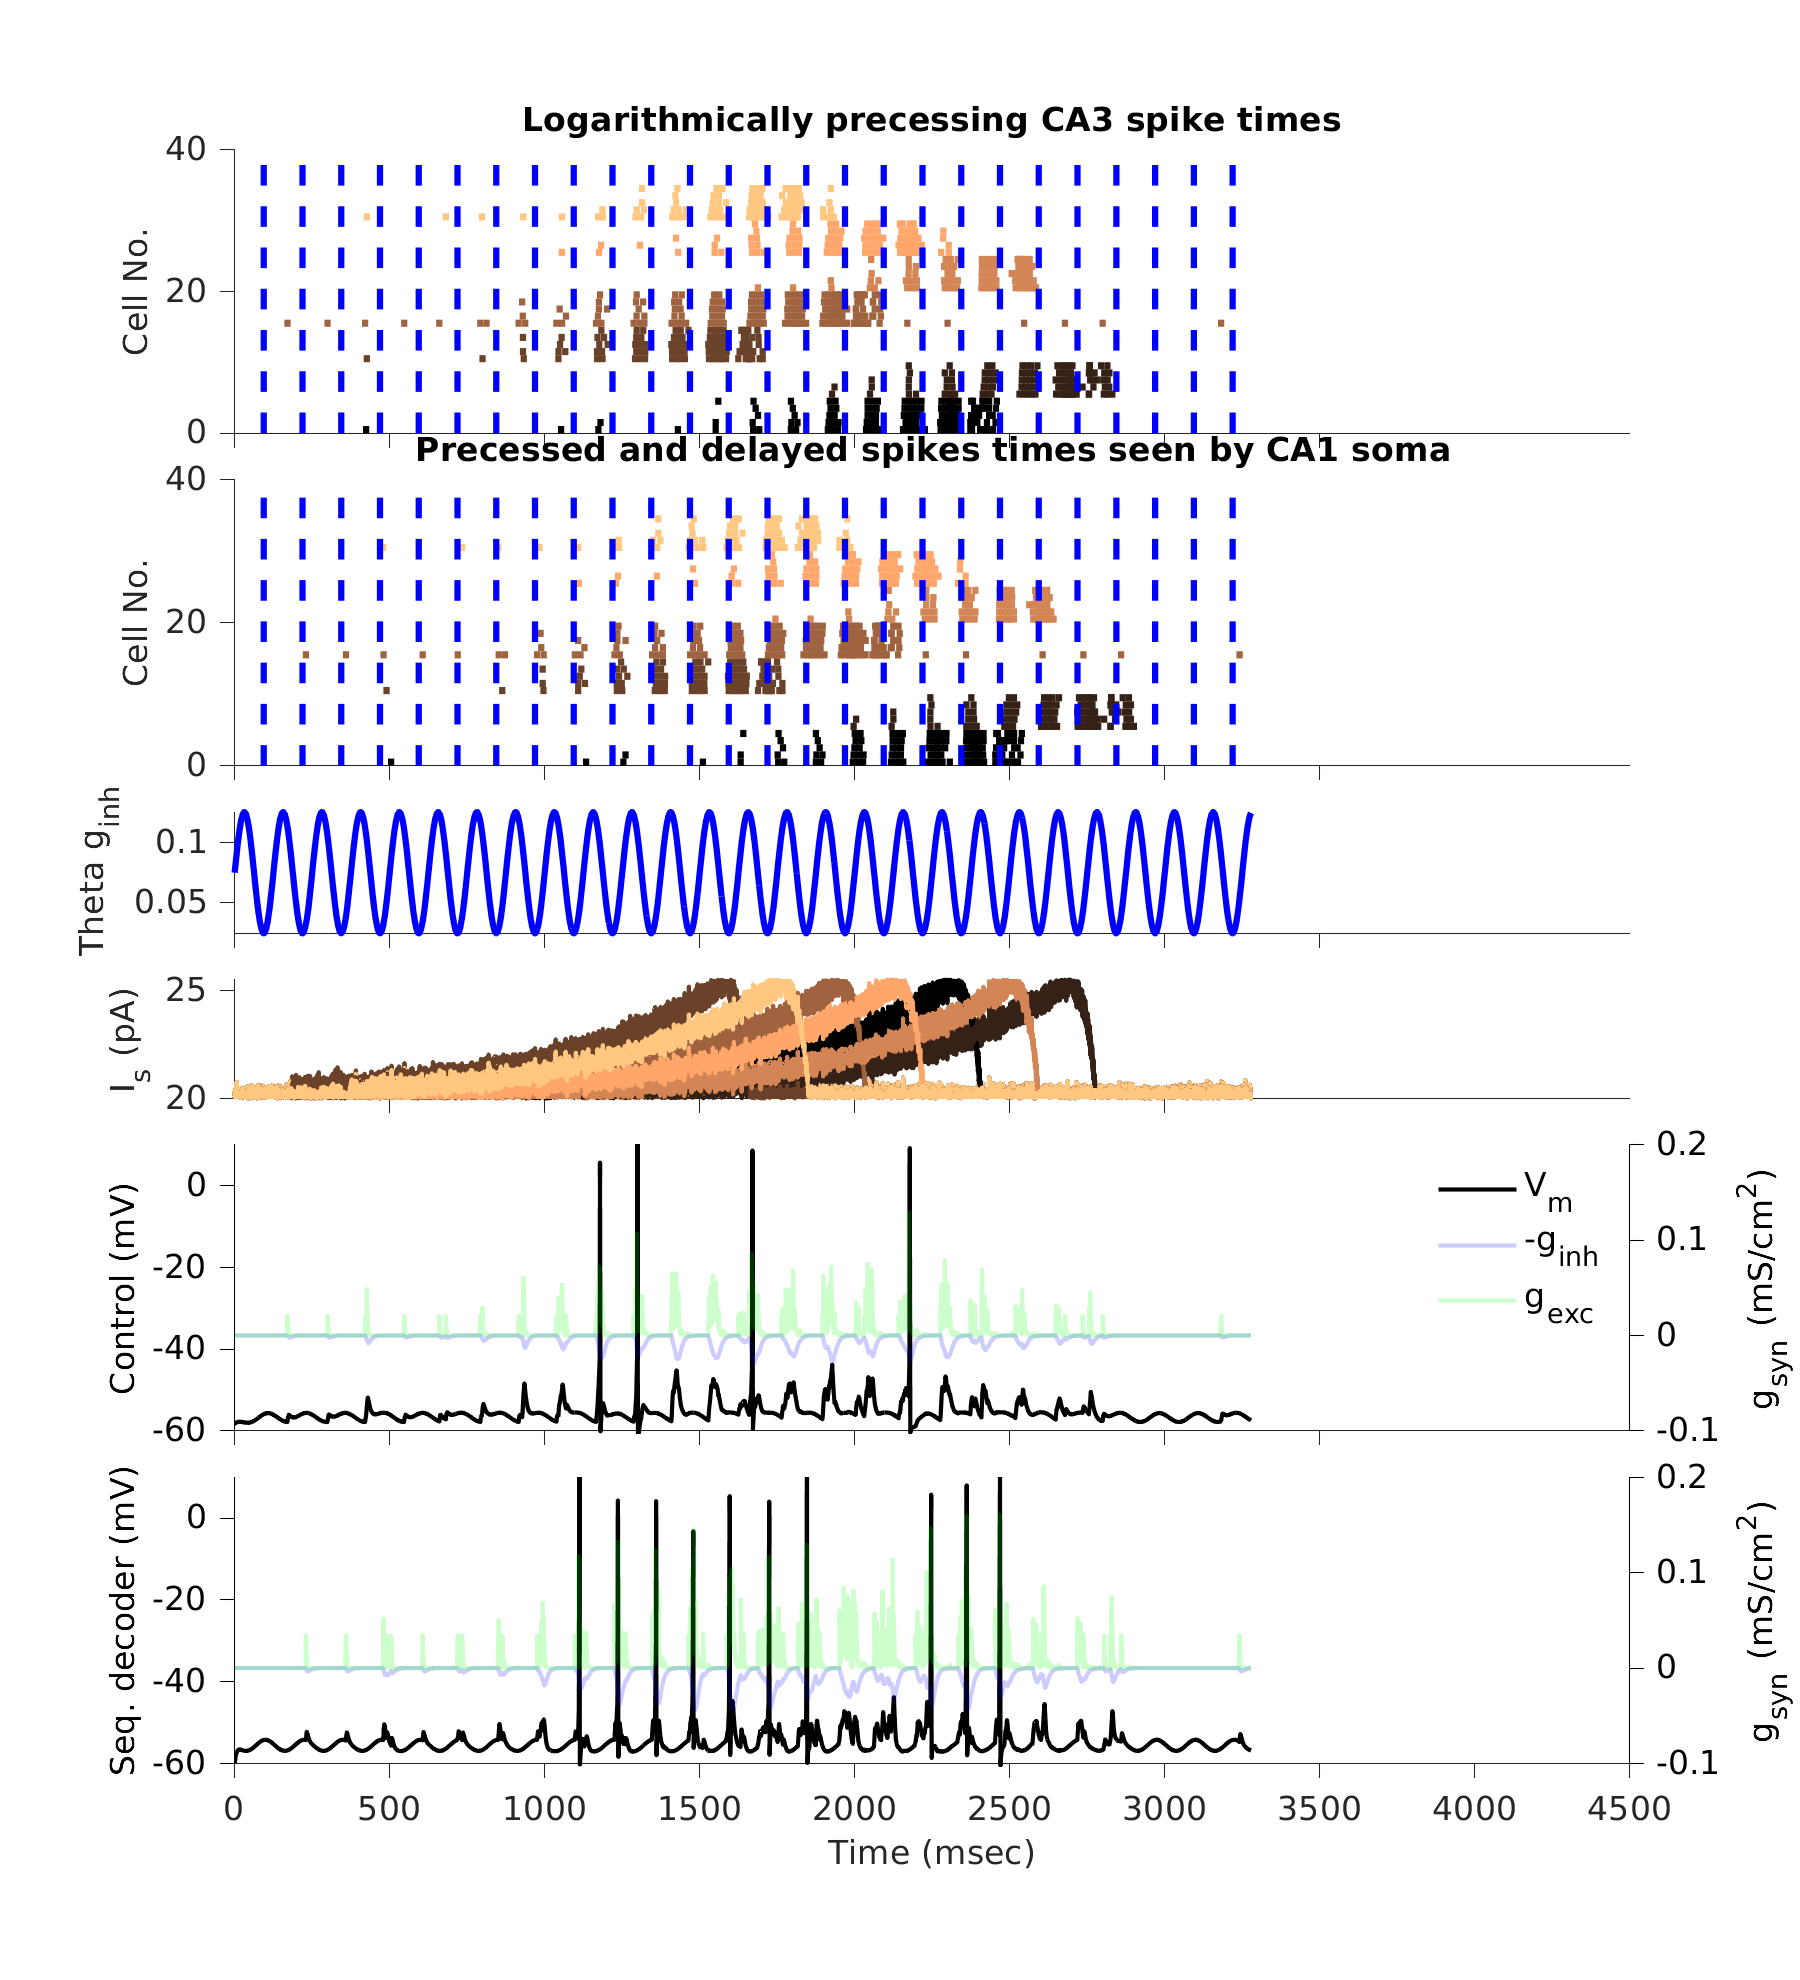 Logarithmically precessing CA3 spike times
40
20
0
Cell No.
Precessed and delayed spikes times seen by CA1 soma
40
20
0
Cell No.
0.1
0.05
Theta g_inh
25
20
I_s (pA)
0
-20
-40
-60
Control (mV)
V_m
-g_inh
g_exc
0.2
0.1
0
-0.1
g_syn (mS/cm^2)
0
-20
-40
-60
Seq. decoder (mV)
0.2
0.1
0
-0.1
g_syn (mS/cm^2)
0 500 1000 1500 2000 2500 3000 3500 4000 4500
Time (msec)